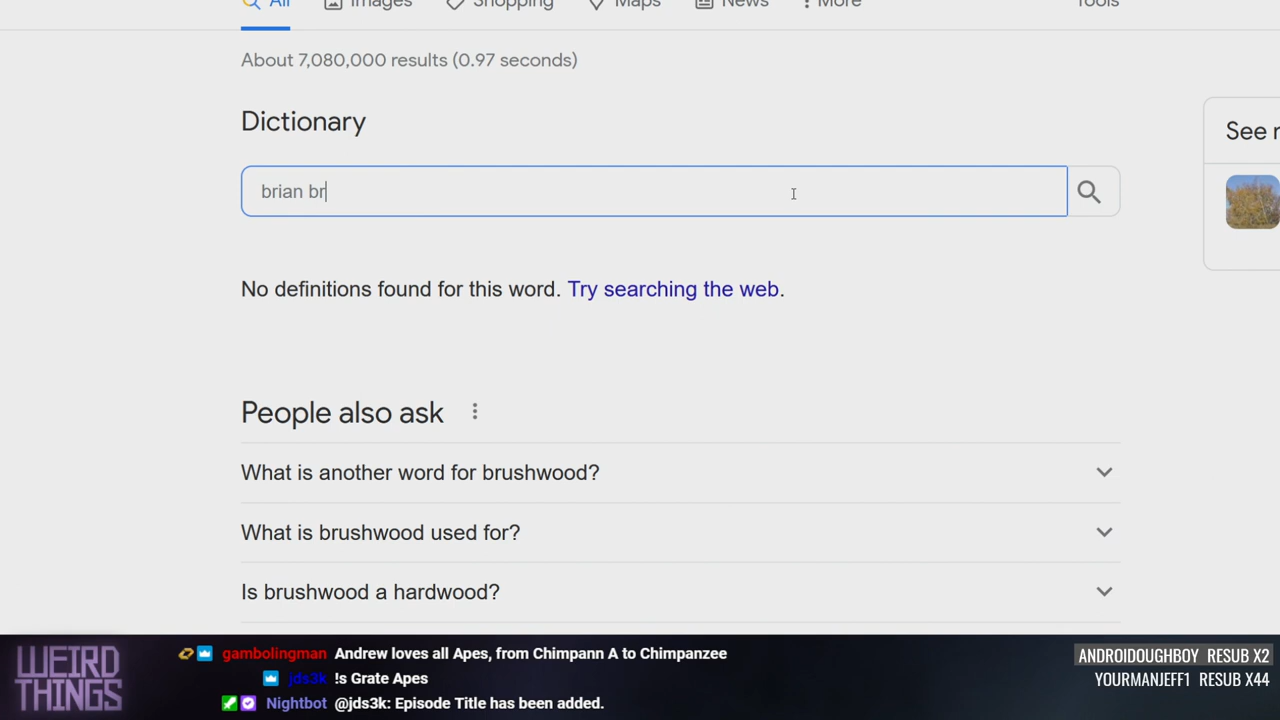 All Images Shopping Maps News More Tools
About 7,080,000 results (0.97 seconds)
Dictionary
See r
brian br
No definitions found for this word. Try searching the web.
People also ask
What is another word for brushwood?
What is brushwood used for?
Is brushwood a hardwood?
WEIRD
THINGS
gambolingman Andrew loves all Apes, from Chimpann A to Chimpanzee
jds3k !s Grate Apes
Nightbot @jds3k: Episode Title has been added.
ANDROIDOUGHBOY RESUB X2
YOURMANJEFF1 RESUB X44